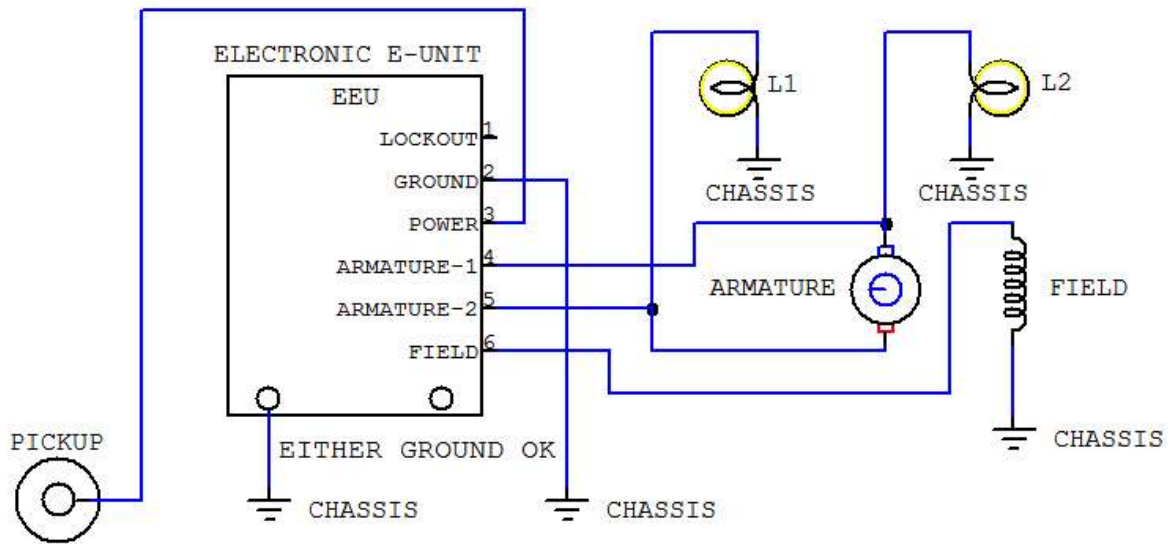 ELECTRONIC E-UNIT
EEU
L1
L2
LOCKOUT 1
GROUND 2
CHASSIS
CHASSIS
POWER 3
ARMATURE-1 4
ARMATURE
FIELD
ARMATURE-2 5
FIELD 6
PICKUP
EITHER GROUND OK
CHASSIS
CHASSIS
CHASSIS